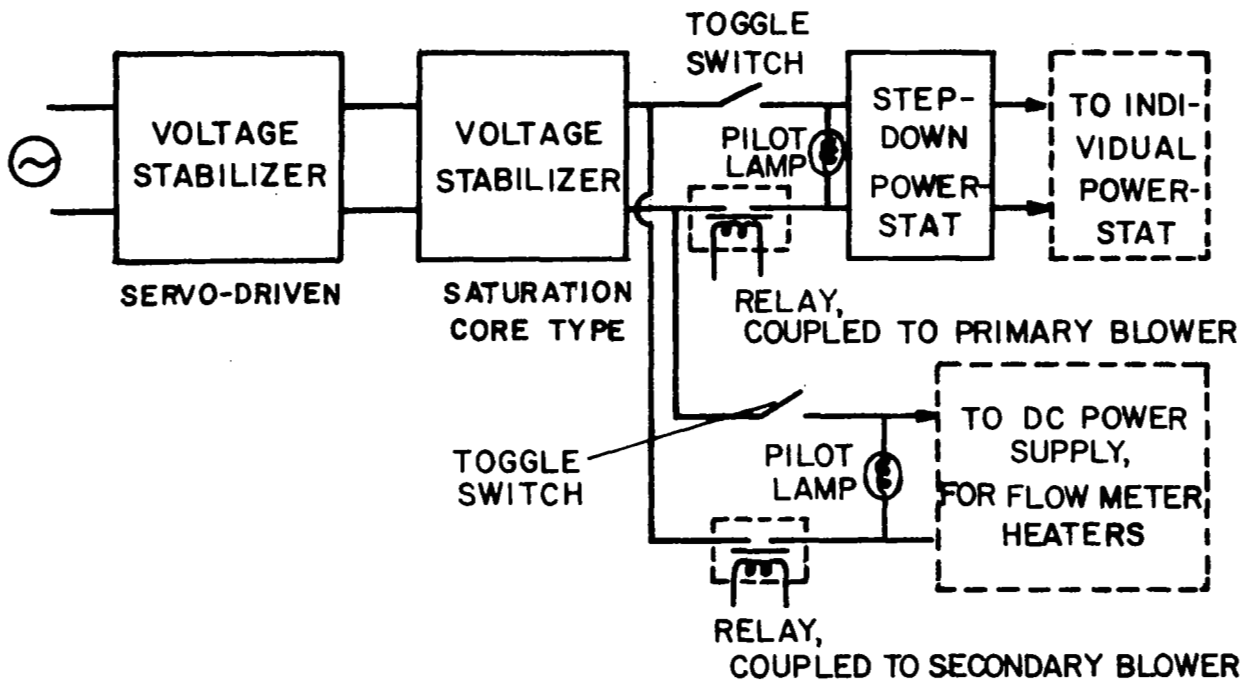 TOGGLE
SWITCH
VOLTAGE
STABILIZER
SERVO-DRIVEN
VOLTAGE
STABILIZER
SATURATION
CORE TYPE
PILOT
LAMP
STEP-
DOWN
POWER-
STAT
TO INDI-
VIDUAL
POWER-
STAT
RELAY,
COUPLED TO PRIMARY BLOWER
TOGGLE
SWITCH
PILOT
LAMP
TO DC POWER
SUPPLY,
FOR FLOW METER
HEATERS
RELAY,
COUPLED TO SECONDARY BLOWER